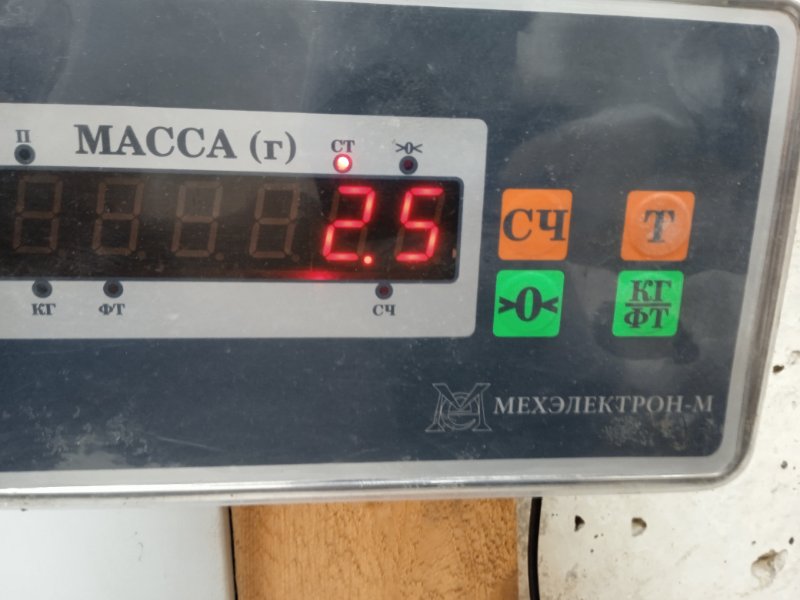 П
МАССА (г)
СТ
>0<
2.5
КГ
ФТ
СЧ
СЧ
Т
>0<
КГ
ФТ
МЕХЭЛЕКТРОН-М